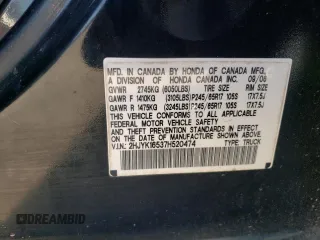 MFD. IN CANADA BY HONDA OF CANADA MFG.
A DIVISION OF HONDA CANADA INC. 09/06
GVWR 2745KG (6050LBS) TIRE SIZE RIM SIZE
GAWR F 1410KG (3105LBS) P245/65R17 105S 17X7.5J
GAWR R 1475KG (3245LBS) P245/65R17 105S 17X7.5J
THIS VEHICLE CONFORMS TO ALL APPLICABLE
FEDERAL MOTOR VEHICLE SAFETY STANDARDS IN
EFFECT ON THE DATE OF MANUFACTURE SHOWN ABOVE.
V.I.N.: 2HJYK16537H520474 TYPE: TRUCK
DREAMBID